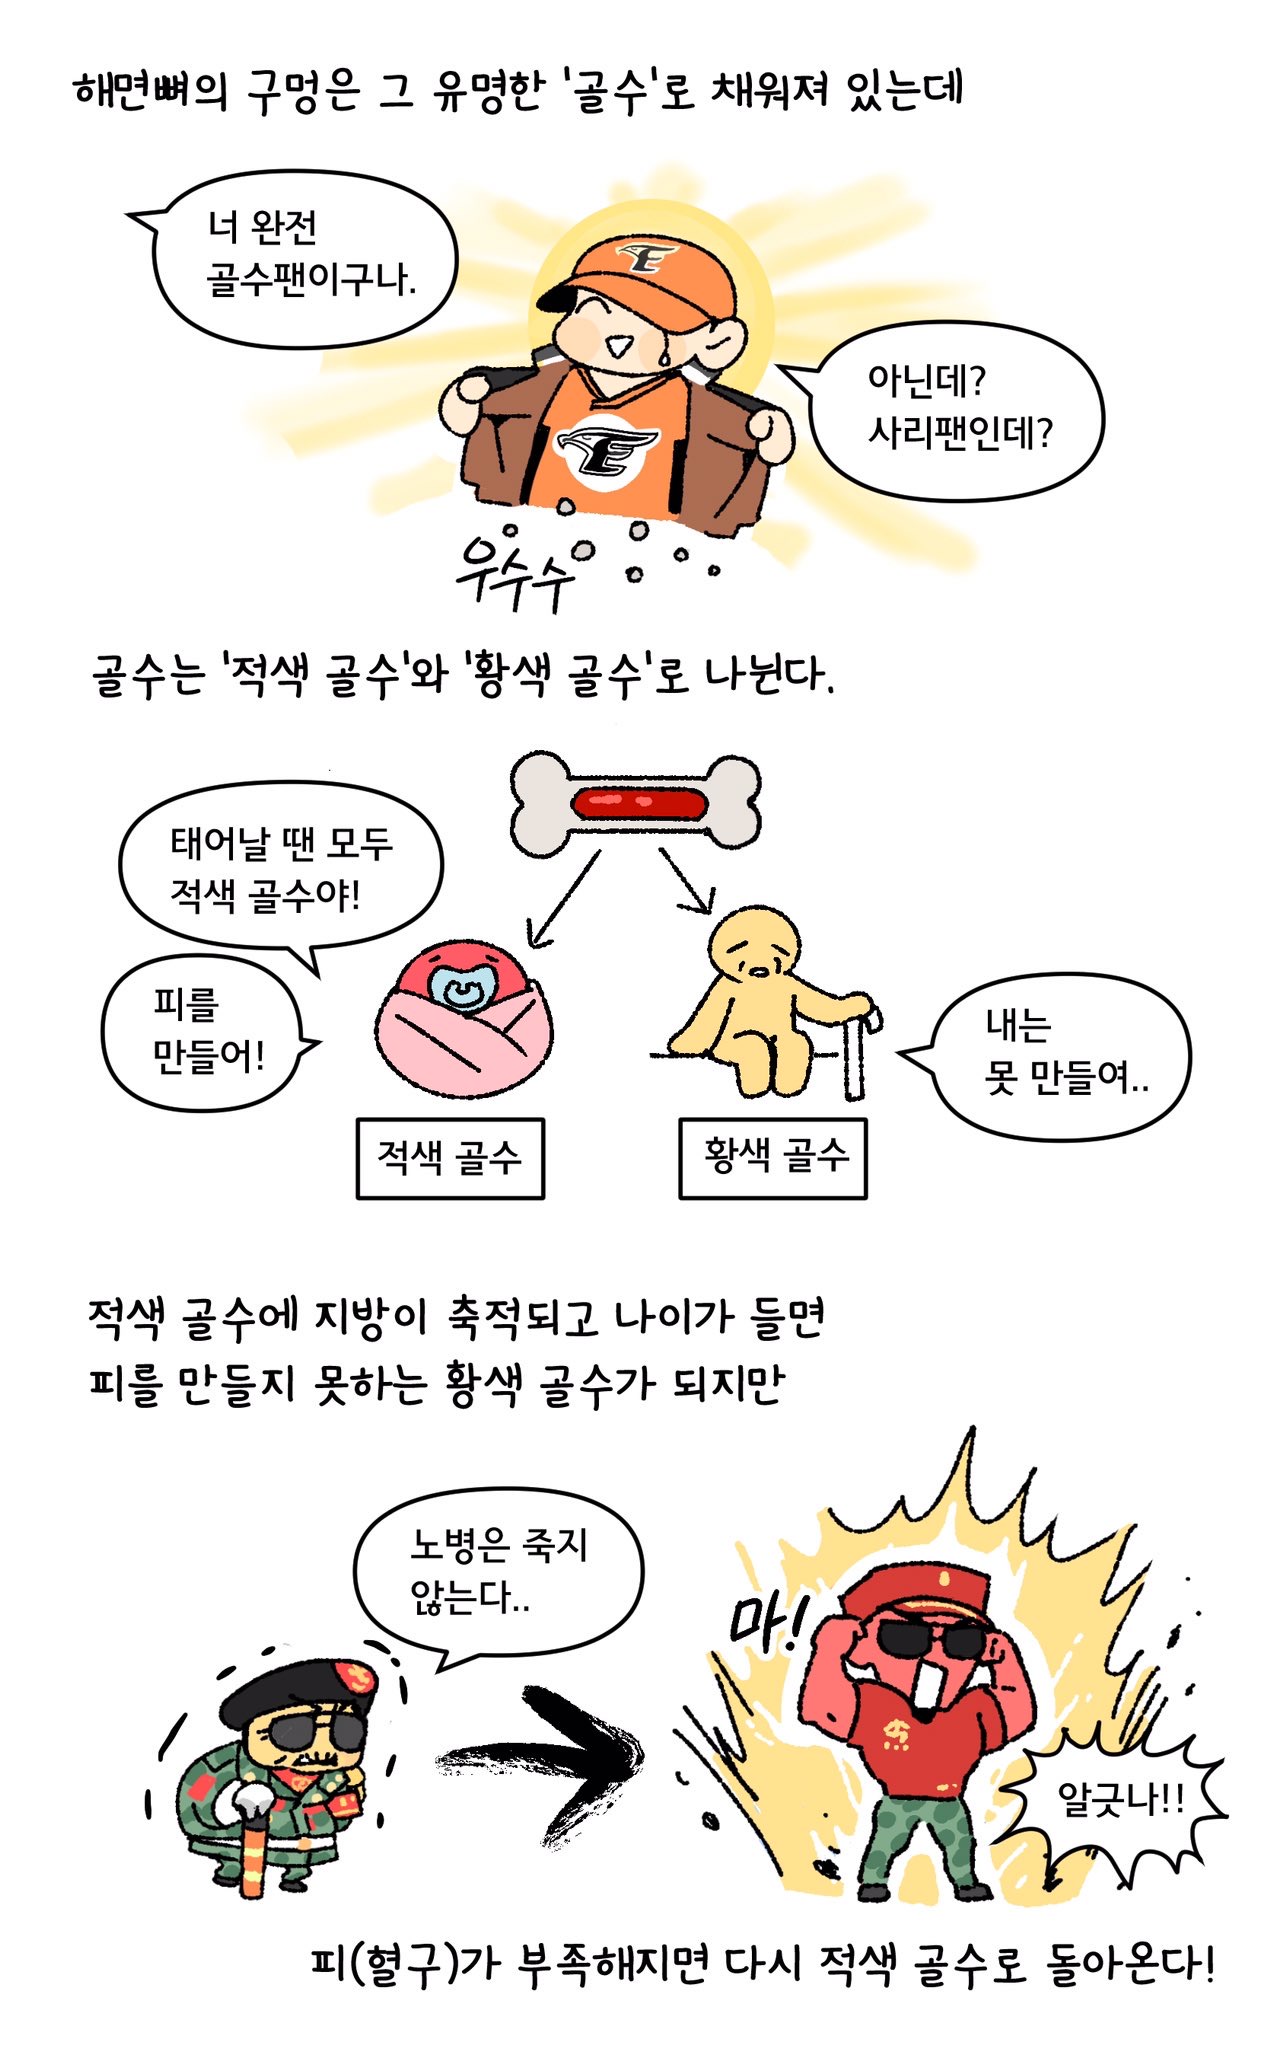 해면뼈의 구멍은 그 유명한 '골수'로 채워져 있는데
너 완전
골수팬이구나.
아닌데?
사리팬인데?
우수수
골수는 '적색 골수'와 '황색 골수'로 나뉜다.
태어날 땐 모두
적색 골수야!
피를
만들어!
내는
못 만들여..
적색 골수
황색 골수
적색 골수에 지방이 축적되고 나이가 들면
피를 만들지 못하는 황색 골수가 되지만
노병은 죽지
않는다..
마!
알긋나!!
피(혈구)가 부족해지면 다시 적색 골수로 돌아온다!